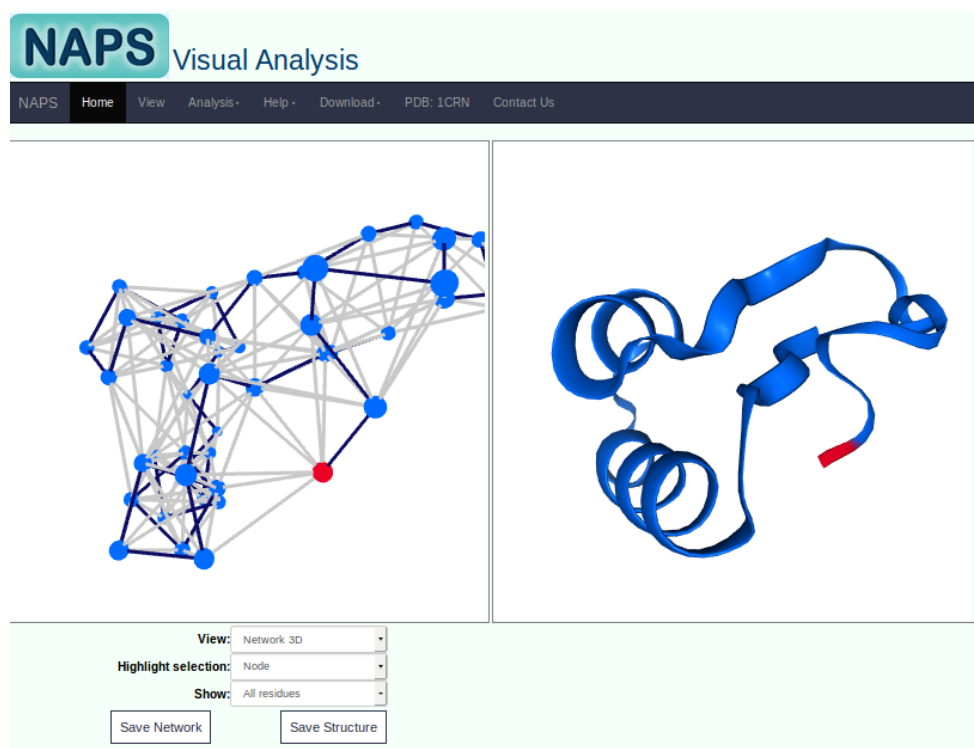 NAPS Visual Analysis
NAPS Home View Analysis Help Download PDB: 1CRN Contact Us
View: Network 3D
Highlight selection: Node
Show: All residues
Save Network Save Structure